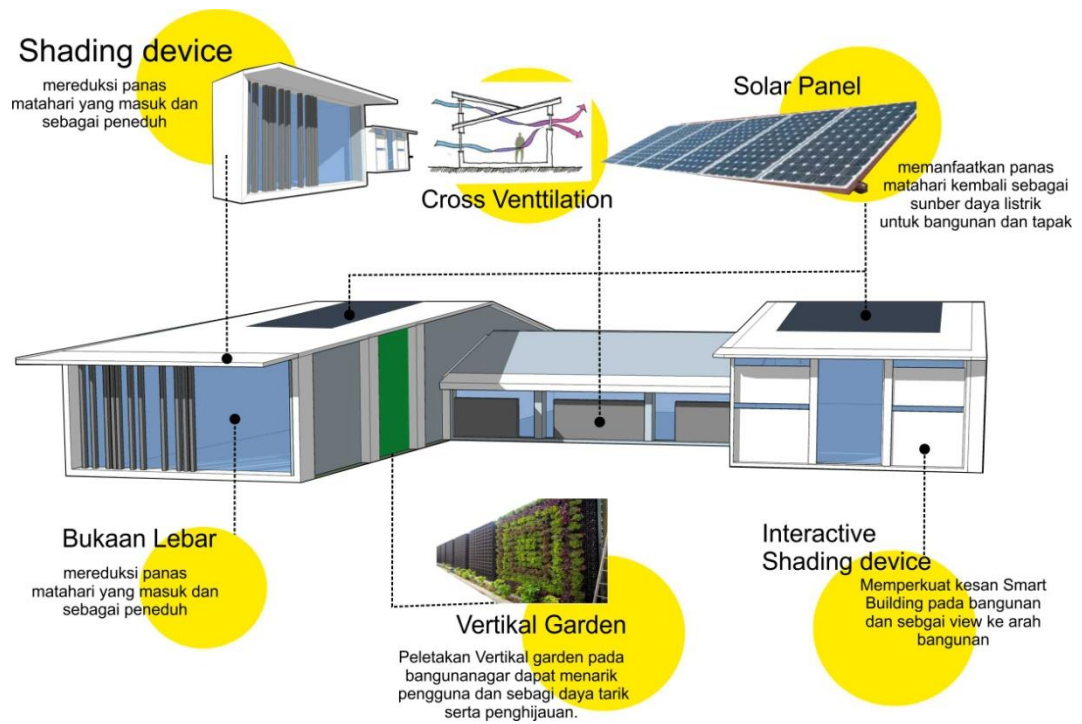 Shading device
mereduksi panas
matahari yang masuk dan
sebagai peneduh
Cross Venttilation
Solar Panel
memanfaatkan panas
matahari kembali sebagai
sunber daya listrik
untuk bangunan dan tapak
Bukaan Lebar
mereduksi panas
matahari yang masuk dan
sebagai peneduh
Vertikal Garden
Peletakan Vertikal garden pada
bangunanagar dapat menarik
pengguna dan sebagi daya tarik
serta penghijauan.
Interactive
Shading device
Memperkuat kesan Smart
Building pada bangunan
dan sebgai view ke arah
bangunan